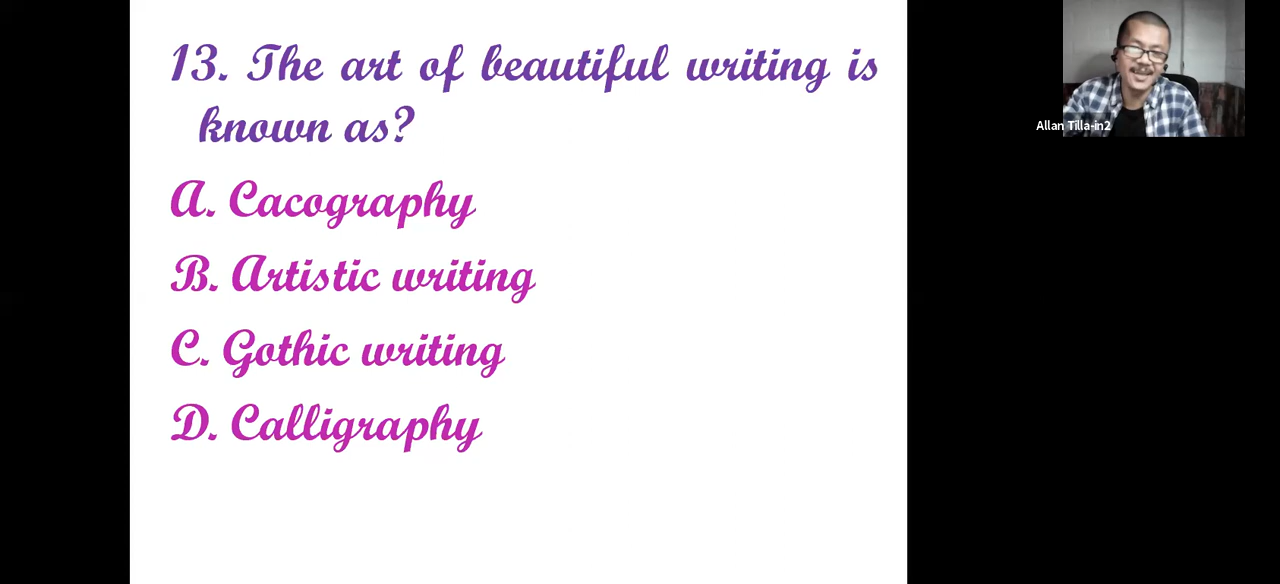 13. The art of beautiful writing is
known as?
A. Cacography
B. Artistic writing
C. Gothic writing
D. Calligraphy
Allan Tilla-in2